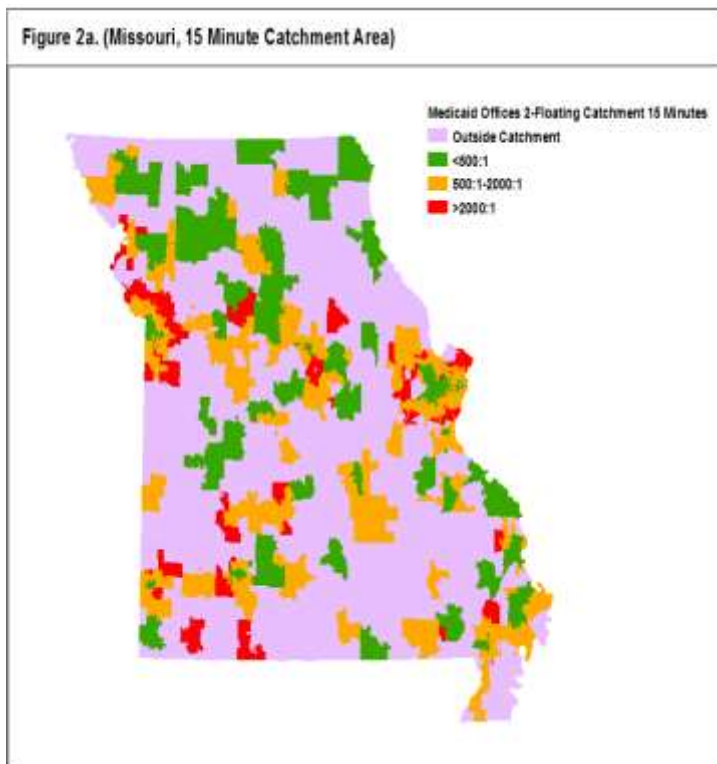 Figure 2a. (Missouri, 15 Minute Catchment Area)
Medicaid Offices 2-Floating Catchment 15 Minutes
Outside Catchment
<500:1
500:1-2000:1
>2000:1